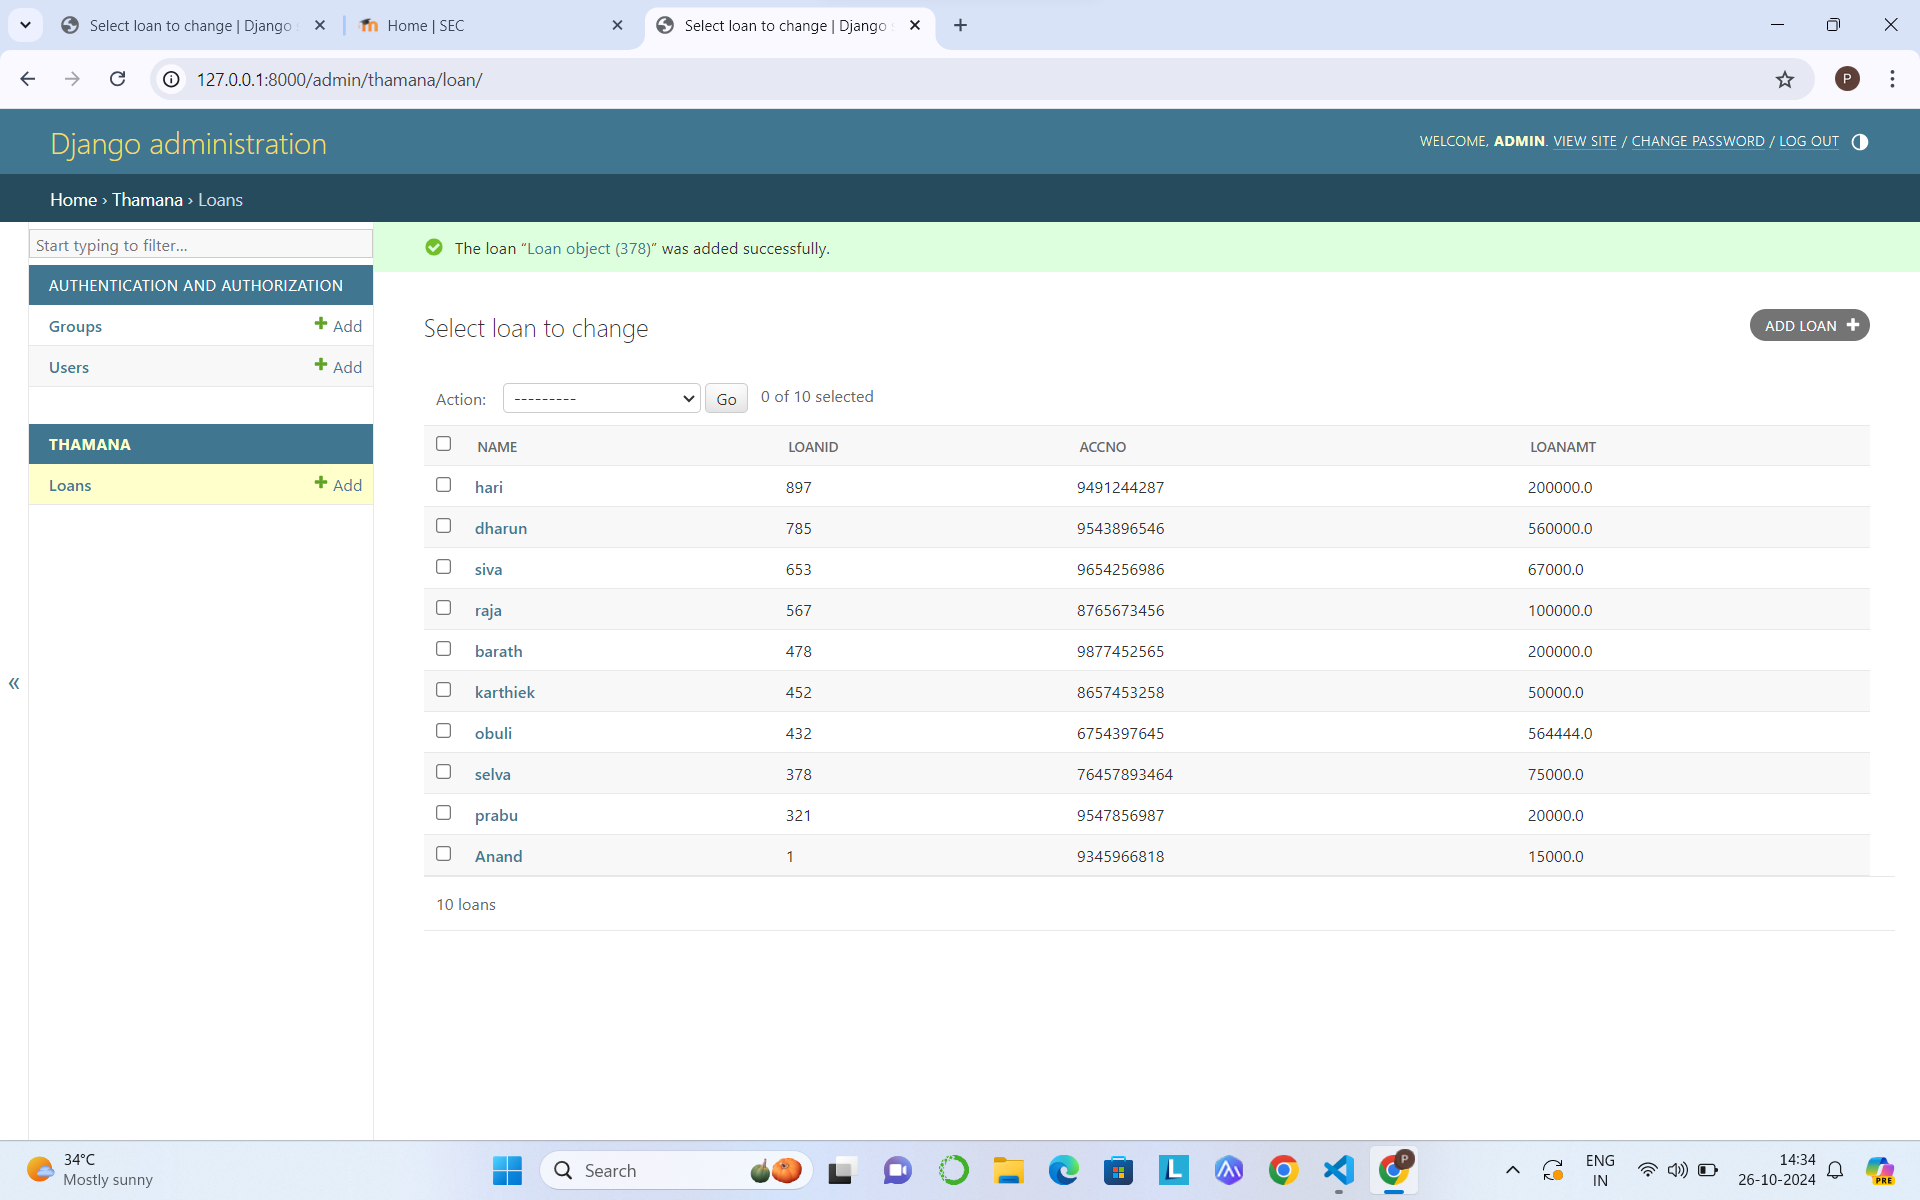 Select loan to change | Django
Home | SEC
Select loan to change | Django
127.0.0.1:8000/admin/thamana/loan/
P
Django administration
WELCOME, ADMIN. VIEW SITE / CHANGE PASSWORD / LOG OUT
Home › Thamana › Loans
Start typing to filter...
The loan “Loan object (378)” was added successfully.
AUTHENTICATION AND AUTHORIZATION
Groups Add
Users Add
THAMANA
Loans Add
Select loan to change
ADD LOAN
Action: --------- Go 0 of 10 selected
NAME LOANID ACCNO LOANAMT
hari 897 9491244287 200000.0
dharun 785 9543896546 560000.0
siva 653 9654256986 67000.0
raja 567 8765673456 100000.0
barath 478 9877452565 200000.0
karthiek 452 8657453258 50000.0
obuli 432 6754397645 564444.0
selva 378 76457893464 75000.0
prabu 321 9547856987 20000.0
Anand 1 9345966818 15000.0
10 loans
«
34°C
Mostly sunny
Search
L
P
ENG
IN
14:34
26-10-2024
PRE